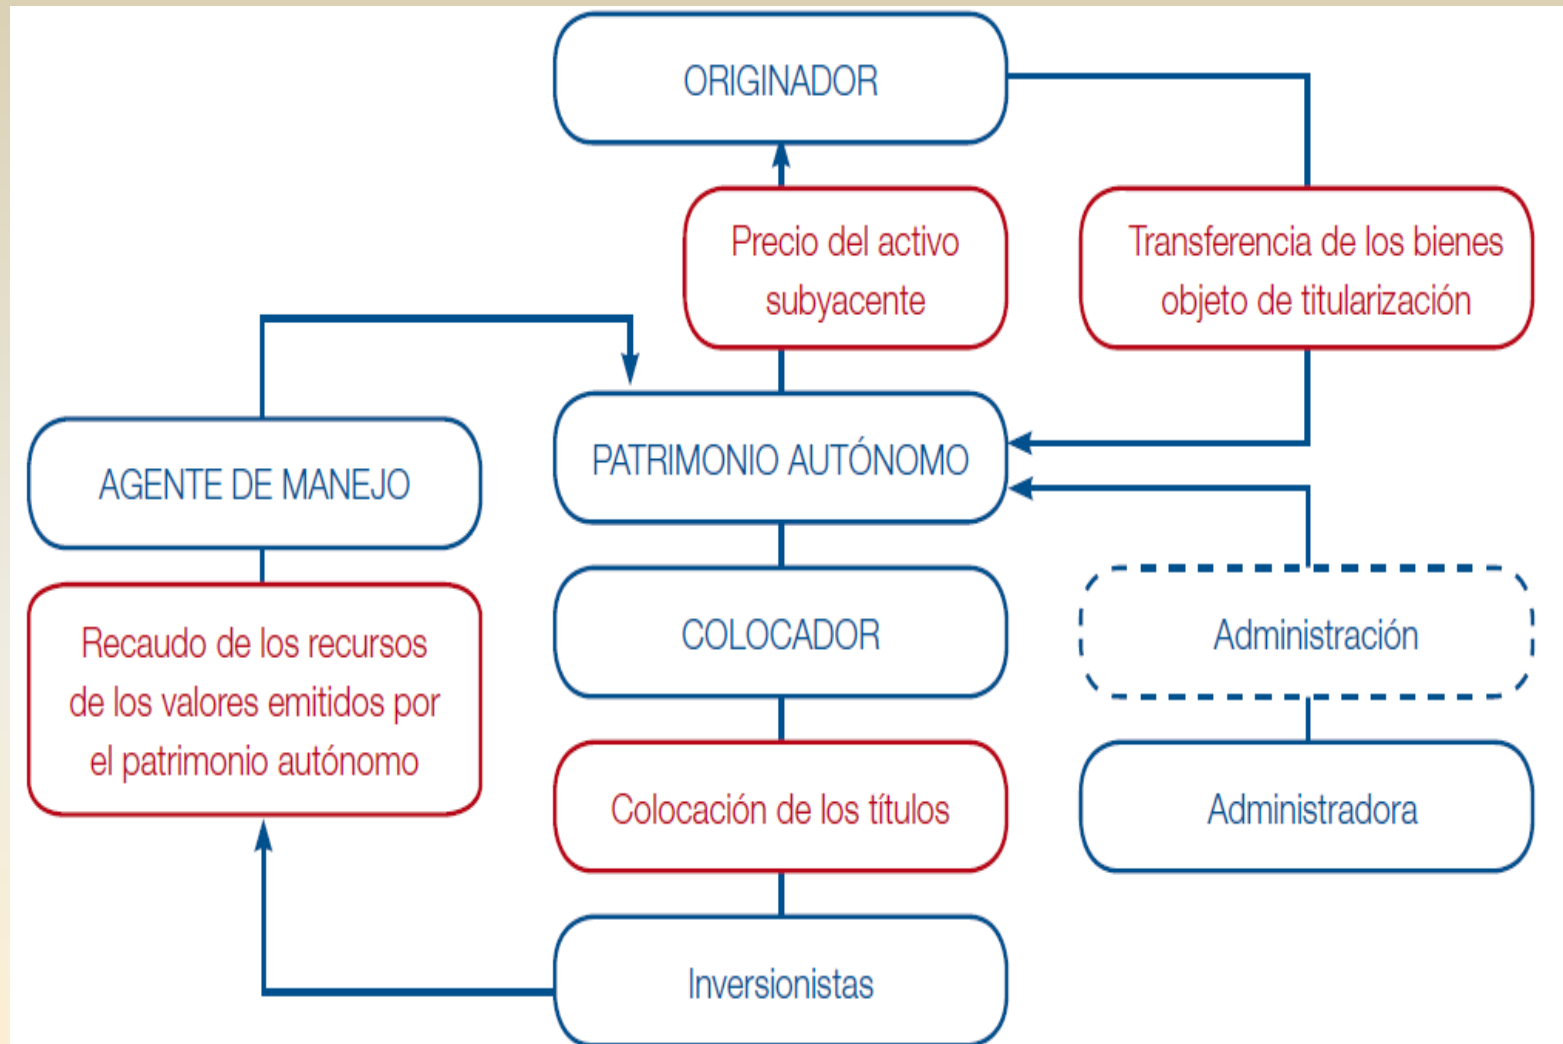 ORIGINADOR
Precio del activo
subyacente
Transferencia de los bienes
objeto de titularización
AGENTE DE MANEJO
PATRIMONIO AUTÓNOMO
Recaudo de los recursos
de los valores emitidos por
el patrimonio autónomo
COLOCADOR
Administración
Colocación de los títulos
Administradora
Inversionistas